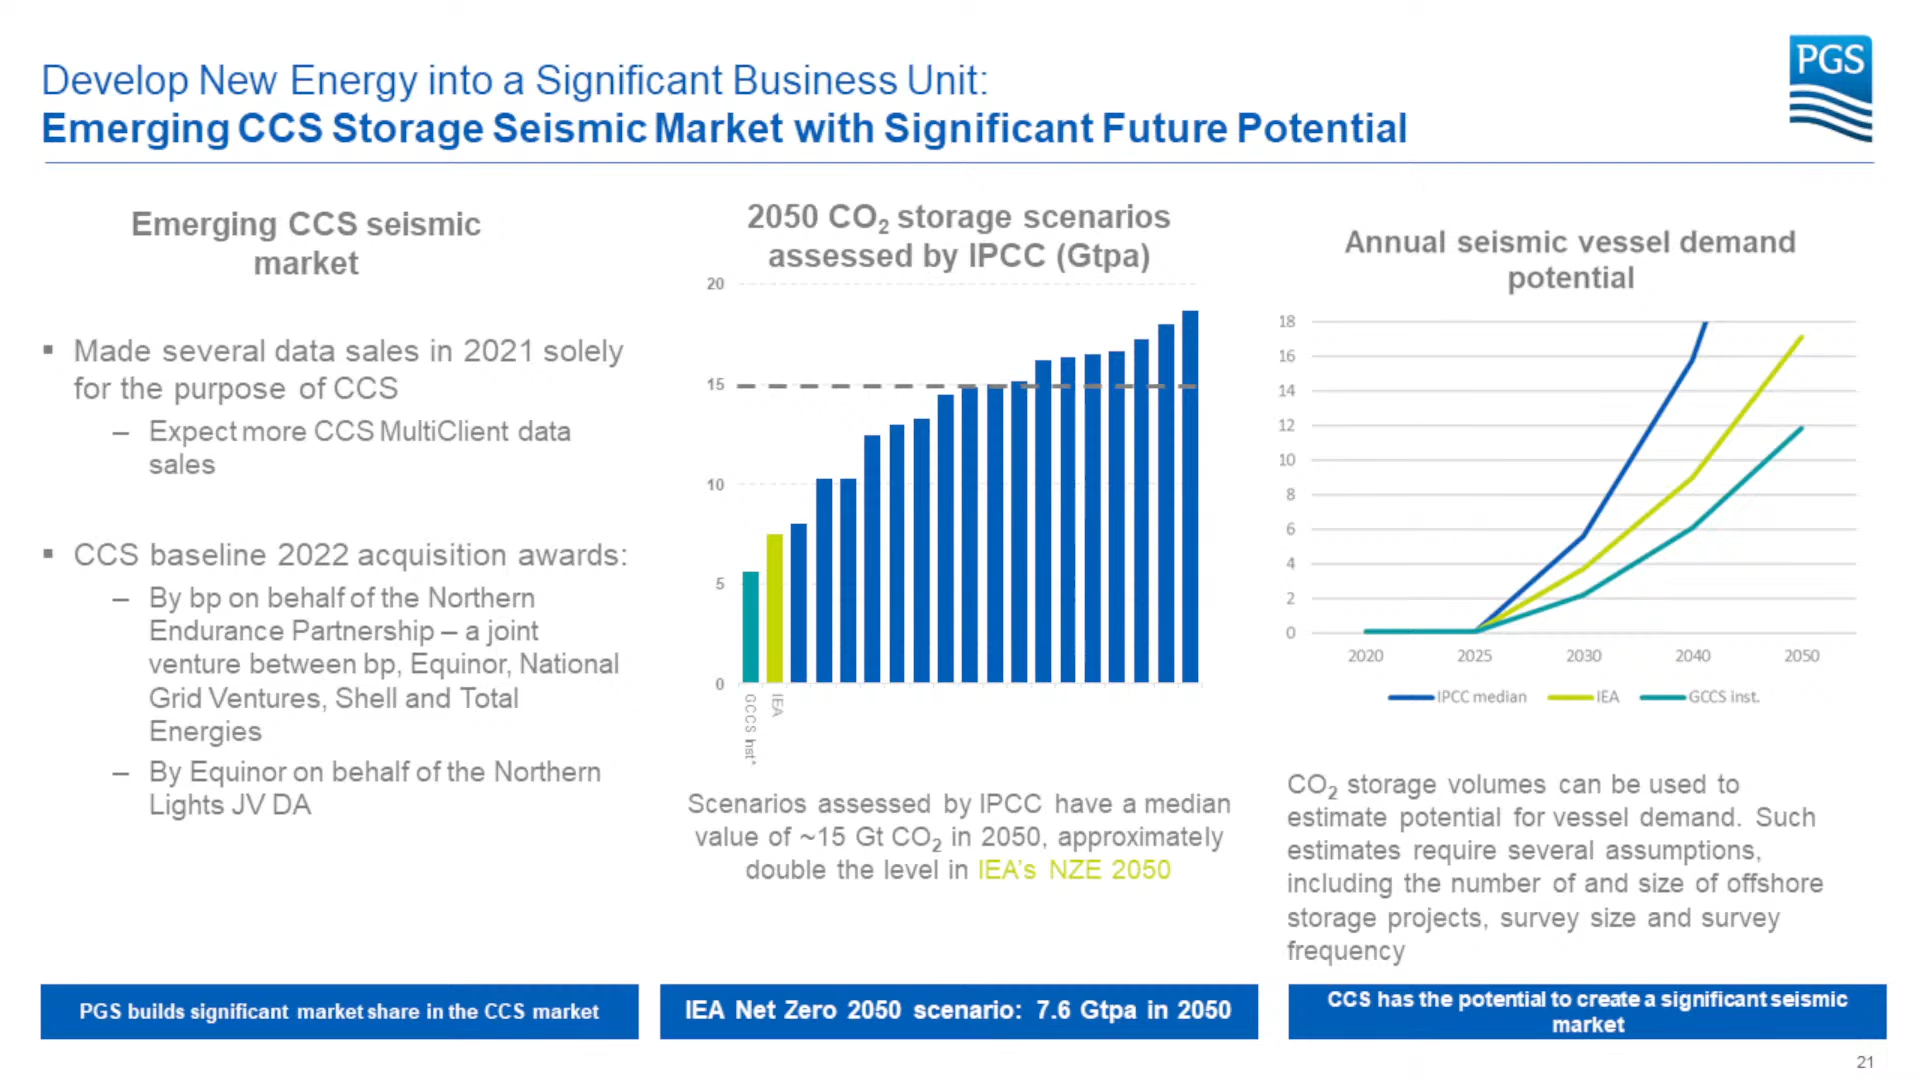 Develop New Energy into a Significant Business Unit:
Emerging CCS Storage Seismic Market with Significant Future Potential
PGS
Emerging CCS seismic
market
▪ Made several data sales in 2021 solely
for the purpose of CCS
– Expect more CCS MultiClient data
sales
▪ CCS baseline 2022 acquisition awards:
– By bp on behalf of the Northern
Endurance Partnership – a joint
venture between bp, Equinor, National
Grid Ventures, Shell and Total
Energies
– By Equinor on behalf of the Northern
Lights JV DA
PGS builds significant market share in the CCS market
2050 CO₂ storage scenarios
assessed by IPCC (Gtpa)
20
15
10
5
0
GCCS Inst*
IEA
Scenarios assessed by IPCC have a median
value of ~15 Gt CO₂ in 2050, approximately
double the level in IEA's NZE 2050
IEA Net Zero 2050 scenario: 7.6 Gtpa in 2050
Annual seismic vessel demand
potential
18
16
14
12
10
8
6
4
2
0
2020 2025 2030 2040 2050
IPCC median IEA GCCS inst.
CO₂ storage volumes can be used to
estimate potential for vessel demand. Such
estimates require several assumptions,
including the number of and size of offshore
storage projects, survey size and survey
frequency
CCS has the potential to create a significant seismic
market
21